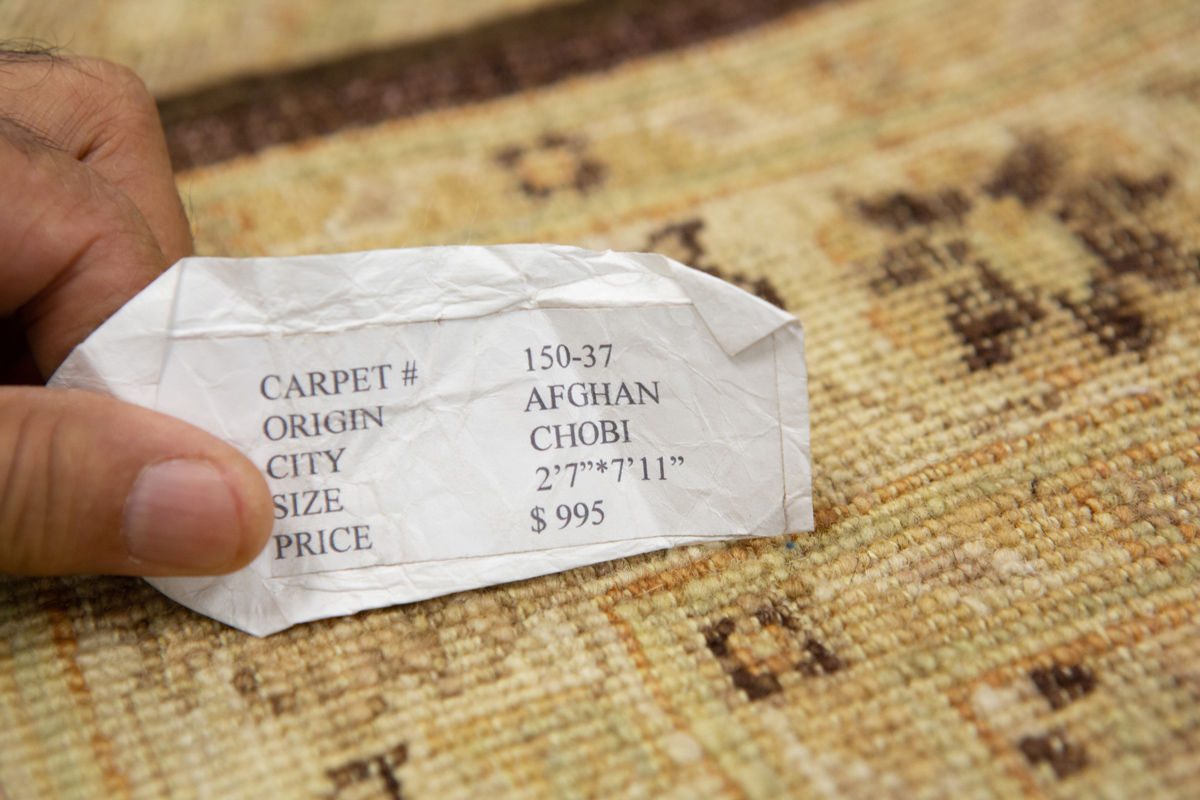 CARPET # 150-37
ORIGIN AFGHAN
CITY CHOBI
SIZE 2’7”*7’11”
PRICE $ 995